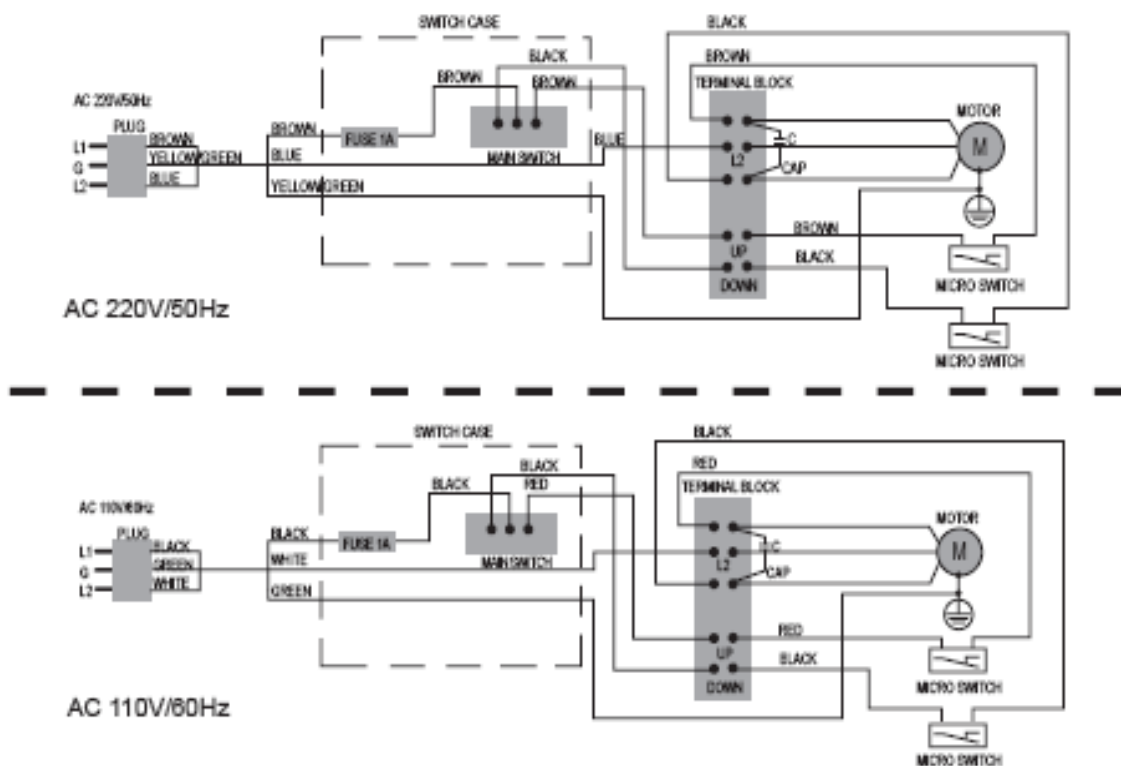 SWITCH CASE
BLACK
BLACK
BROWN
BROWN
BROWN
TERMINAL BLOCK
AC 220V/50Hz
PLUG
L1
BROWN
YELLOW/GREEN
G
BLUE
L2
BROWN
FUSE 1A
BLUE
MAIN SWITCH
BLUE
YELLOW/GREEN
L2
C
CAP
MOTOR
M
BROWN
UP
BLACK
DOWN
MICRO SWITCH
MICRO SWITCH
AC 220V/50Hz
SWITCH CASE
BLACK
BLACK
BLACK
RED
RED
TERMINAL BLOCK
AC 110V/60Hz
PLUG
L1
BLACK
GREEN
G
WHITE
L2
BLACK
FUSE 1A
WHITE
MAIN SWITCH
GREEN
L2
C
CAP
MOTOR
M
RED
UP
BLACK
DOWN
MICRO SWITCH
MICRO SWITCH
AC 110V/60Hz